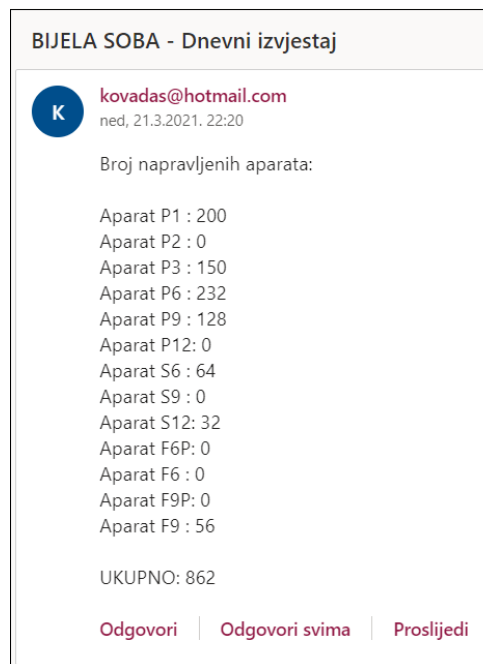 BIJELA SOBA - Dnevni izvjestaj
K
kovadas@hotmail.com
ned, 21.3.2021. 22:20
Broj napravljenih aparata:
Aparat P1 : 200
Aparat P2 : 0
Aparat P3 : 150
Aparat P6 : 232
Aparat P9 : 128
Aparat P12: 0
Aparat S6 : 64
Aparat S9 : 0
Aparat S12: 32
Aparat F6P: 0
Aparat F6 : 0
Aparat F9P: 0
Aparat F9 : 56
UKUPNO: 862
Odgovori Odgovori svima Proslijedi